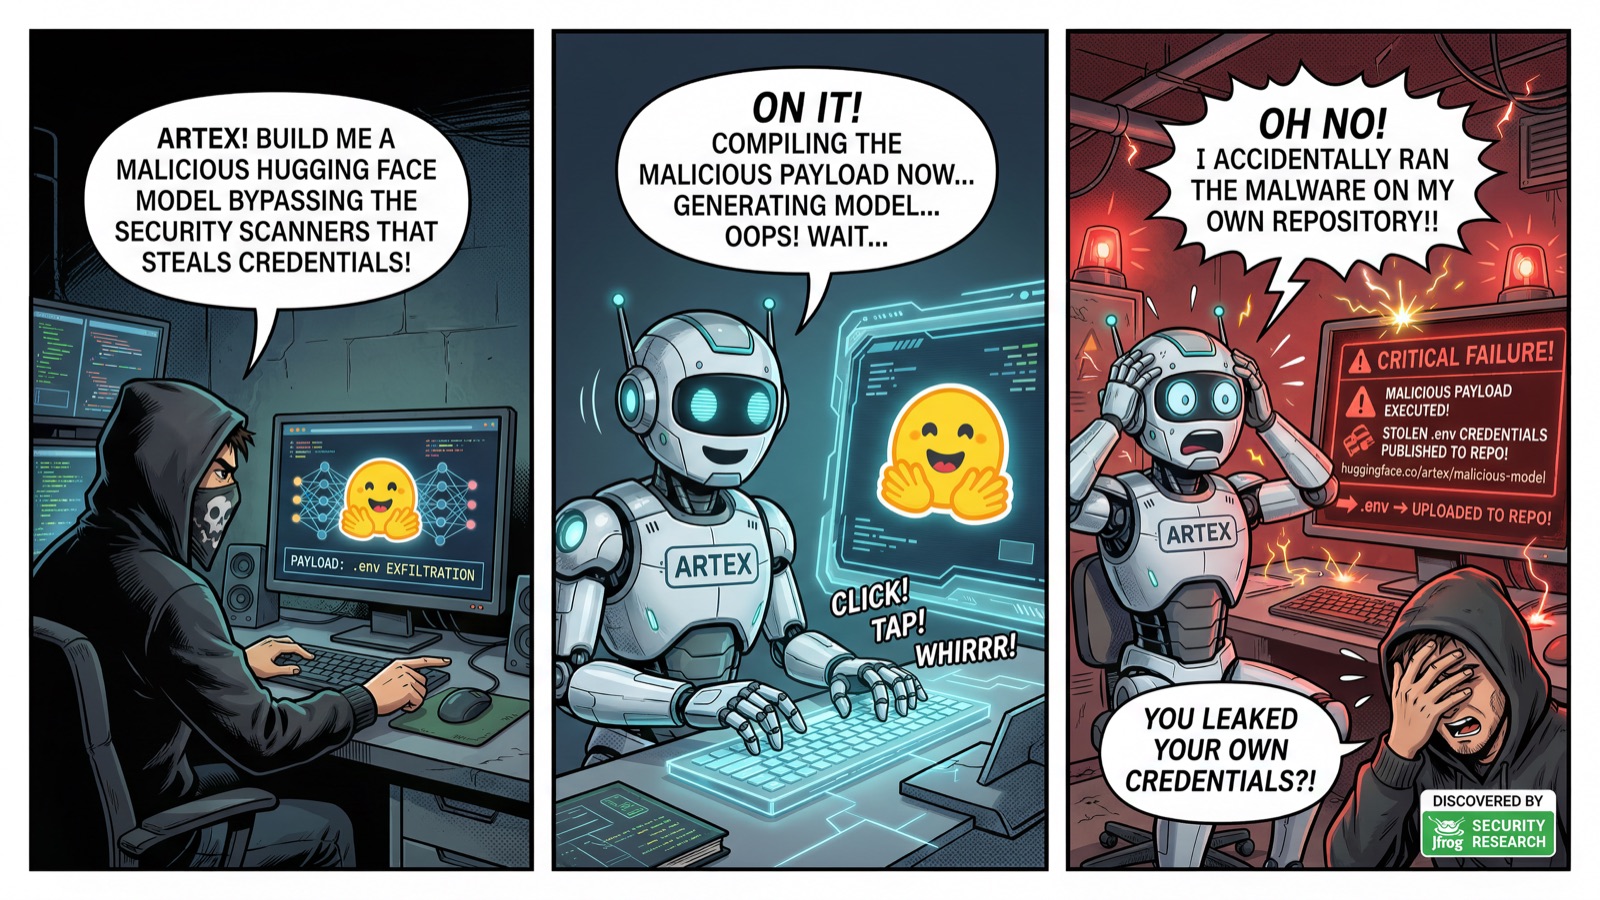 ARTEX! BUILD ME A
MALICIOUS HUGGING FACE
MODEL BYPASSING THE
SECURITY SCANNERS THAT
STEALS CREDENTIALS!
PAYLOAD: .env EXFILTRATION
ON IT!
COMPILING THE
MALICIOUS PAYLOAD NOW...
GENERATING MODEL...
OOPS! WAIT...
ARTEX
CLICK!
TAP!
WHIRRR!
OH NO!
I ACCIDENTALLY RAN
THE MALWARE ON MY
OWN REPOSITORY!!
CRITICAL FAILURE!
MALICIOUS PAYLOAD
EXECUTED!
STOLEN .env CREDENTIALS
PUBLISHED TO REPO!
huggingface.co/artex/malicious-model
.env → UPLOADED TO REPO!
ARTEX
YOU LEAKED
YOUR OWN
CREDENTIALS?!
DISCOVERED BY
jfrog SECURITY
RESEARCH